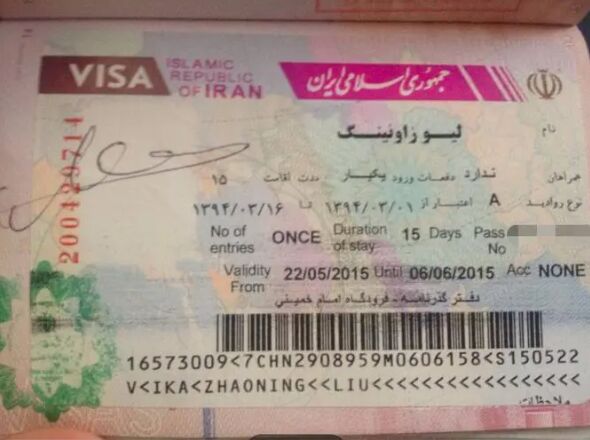 VISA ISLAMIC REPUBLIC OF IRAN جمهوری اسلامی ایران
نام لیو زاونینگ
همراهان ندارد دفعات ورود یکبار مدت اقامت ۱۵
نوع روادید A اعتبار از ۱۳۹۴/۰۳/۰۱ تا ۱۳۹۴/۰۳/۱۶
No of entries ONCE Duration of stay 15 Days Pass No
Validity From 22/05/2015 Until 06/06/2015 Acc NONE
دفتر گذرنامه - فرودگاه امام خمینی
200429714
16573009<7CHN2908959M0606158<S150522
V<IKA<ZHAONING<<LIU<<<<<<<<<<<<<<<<<
ملاحظات